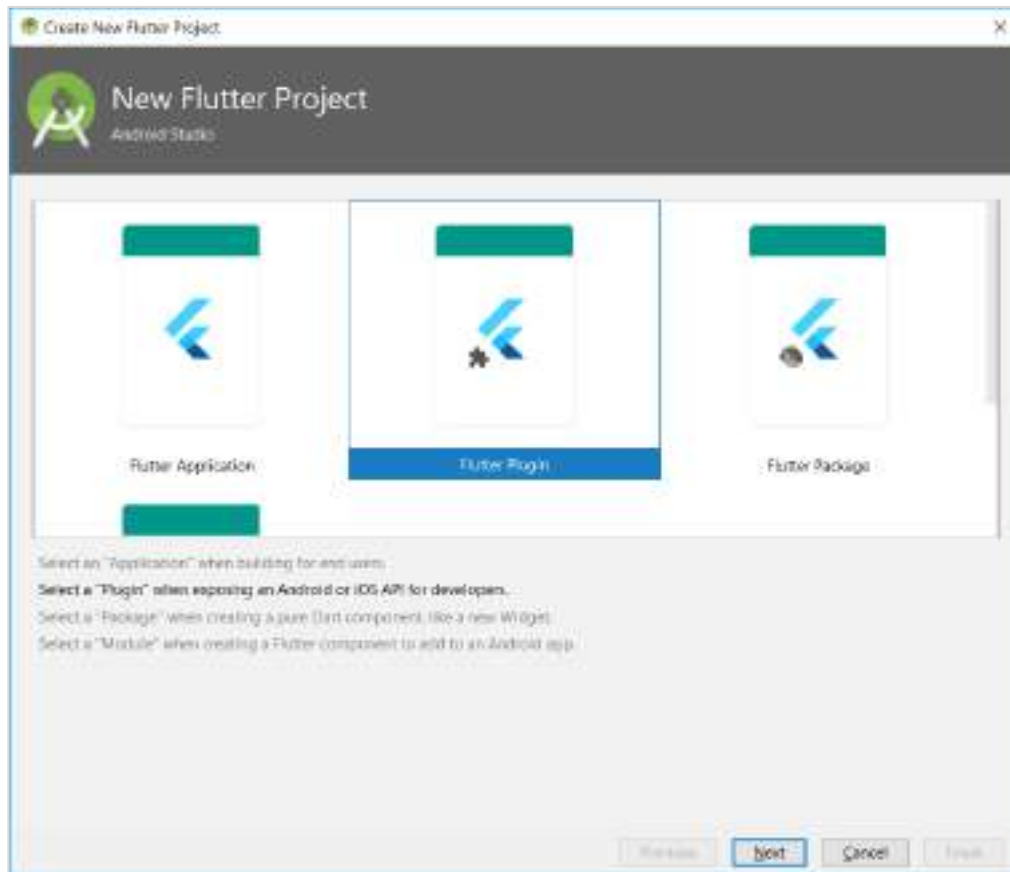 Create New Flutter Project
New Flutter Project
Android Studio
Flutter Application
Flutter Plugin
Flutter Package
Select an "Application" when building for end users.
Select a "Plugin" when exposing an Android or iOS API for developers.
Select a "Package" when creating a pure Dart component, like a new Widget.
Select a "Module" when creating a Flutter component to add to an Android app.
Previous
Next
Cancel
Finish